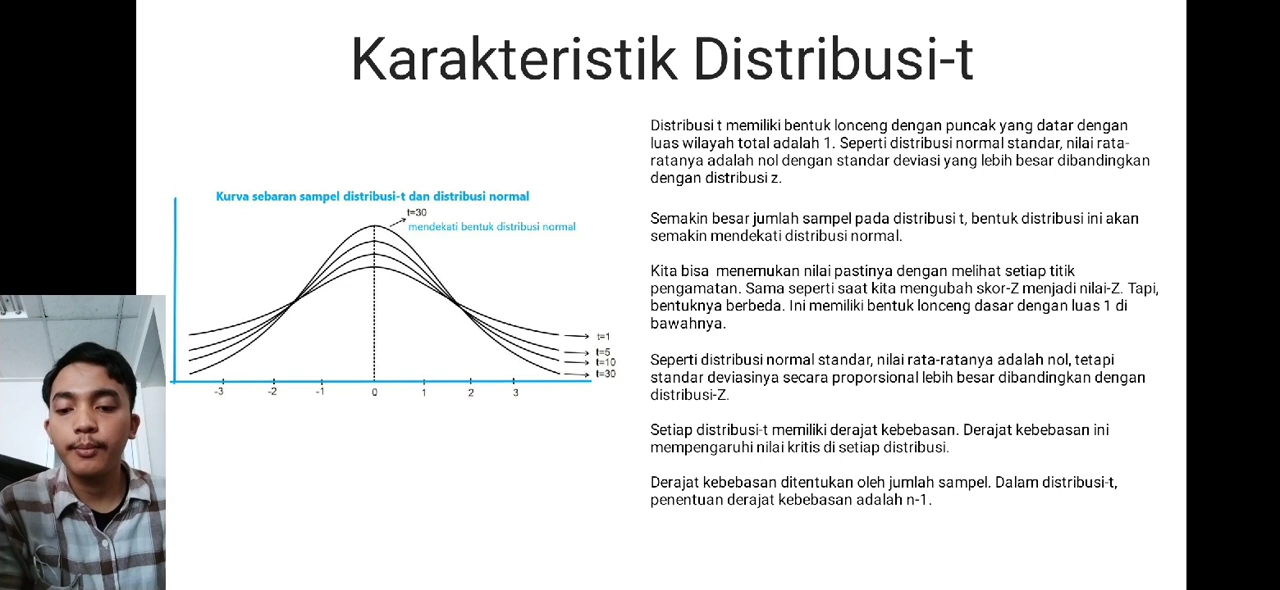 Karakteristik Distribusi-t
Kurva sebaran sampel distribusi-t dan distribusi normal
t=30
mendekati bentuk distribusi normal
t=1
t=5
t=10
t=30
-3 -2 -1 0 1 2 3
Distribusi t memiliki bentuk lonceng dengan puncak yang datar dengan
luas wilayah total adalah 1. Seperti distribusi normal standar, nilai rata-
ratanya adalah nol dengan standar deviasi yang lebih besar dibandingkan
dengan distribusi z.
Semakin besar jumlah sampel pada distribusi t, bentuk distribusi ini akan
semakin mendekati distribusi normal.
Kita bisa  menemukan nilai pastinya dengan melihat setiap titik
pengamatan. Sama seperti saat kita mengubah skor-Z menjadi nilai-Z. Tapi,
bentuknya berbeda. Ini memiliki bentuk lonceng dasar dengan luas 1 di
bawahnya.
Seperti distribusi normal standar, nilai rata-ratanya adalah nol, tetapi
standar deviasinya secara proporsional lebih besar dibandingkan dengan
distribusi-Z.
Setiap distribusi-t memiliki derajat kebebasan. Derajat kebebasan ini
mempengaruhi nilai kritis di setiap distribusi.
Derajat kebebasan ditentukan oleh jumlah sampel. Dalam distribusi-t,
penentuan derajat kebebasan adalah n-1.